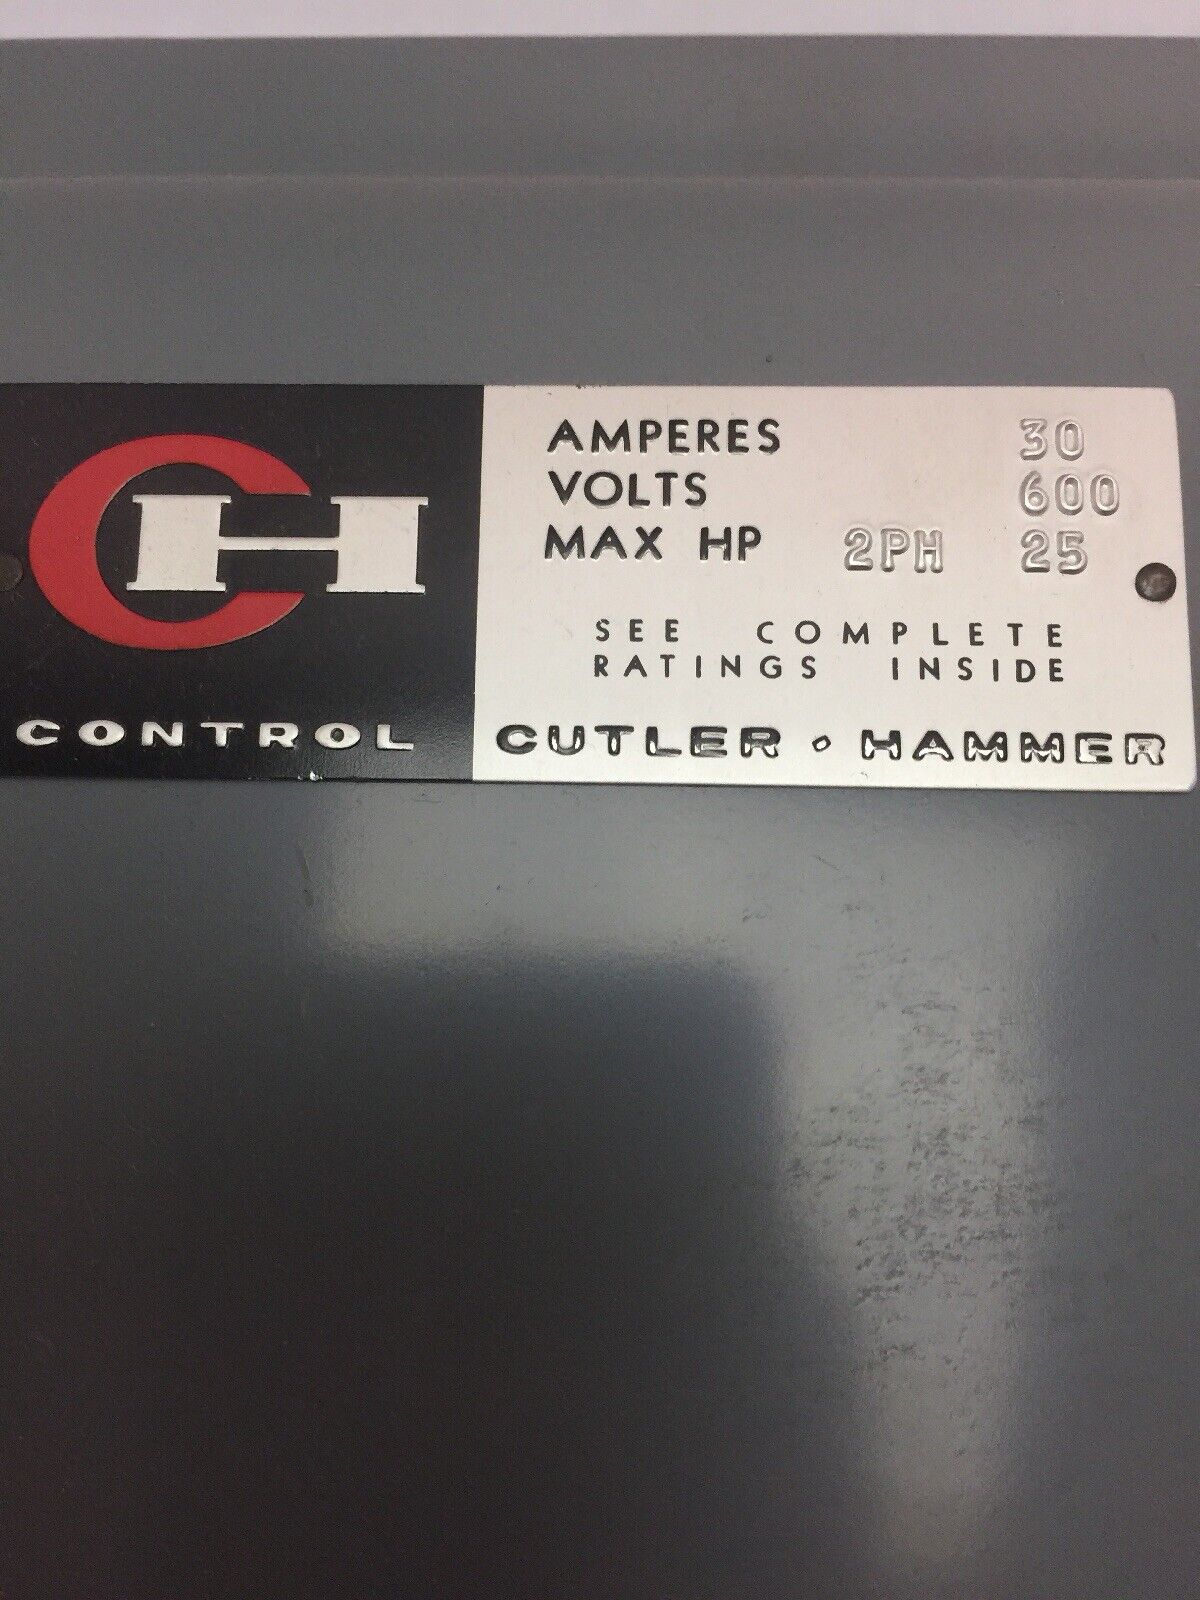 CH
CONTROL
AMPERES 30
VOLTS 600
MAX HP 2PH 25
SEE COMPLETE
RATINGS INSIDE
CUTLER · HAMMER